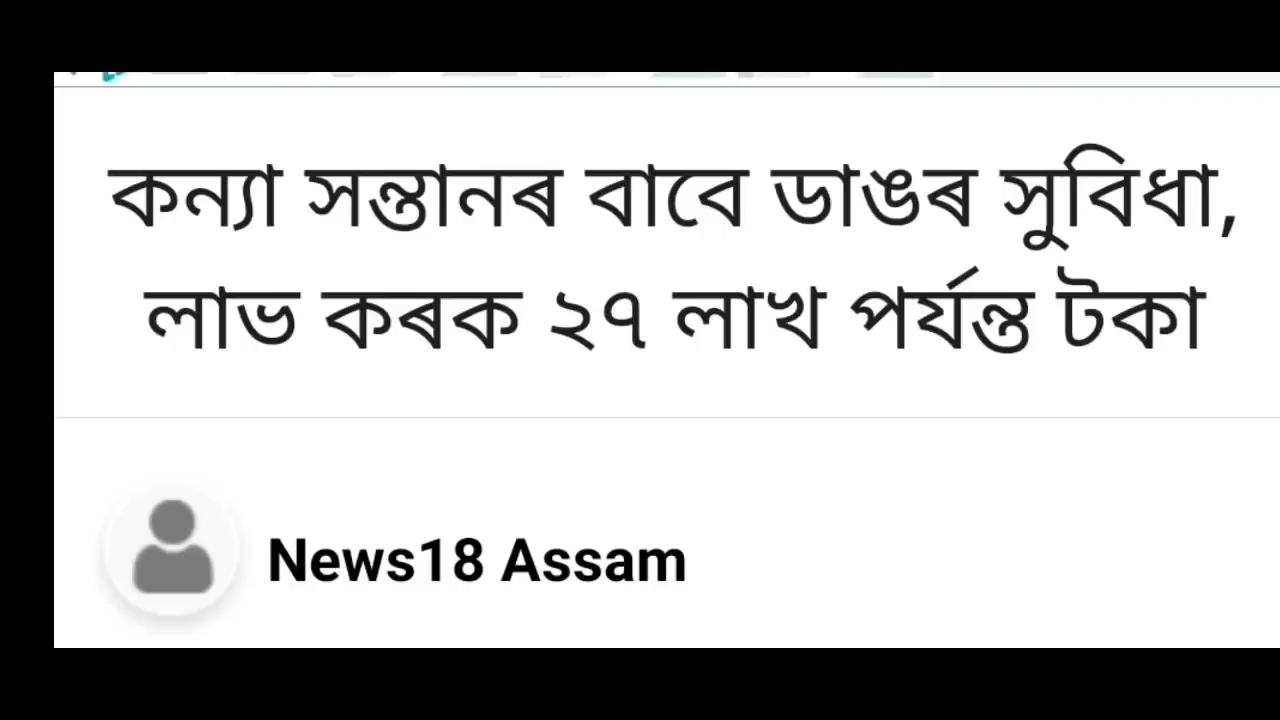 কন্যা সন্তানৰ বাবে ডাঙৰ সুবিধা,
লাভ কৰক ২৭ লাখ পৰ্যন্ত টকা
News18 Assam